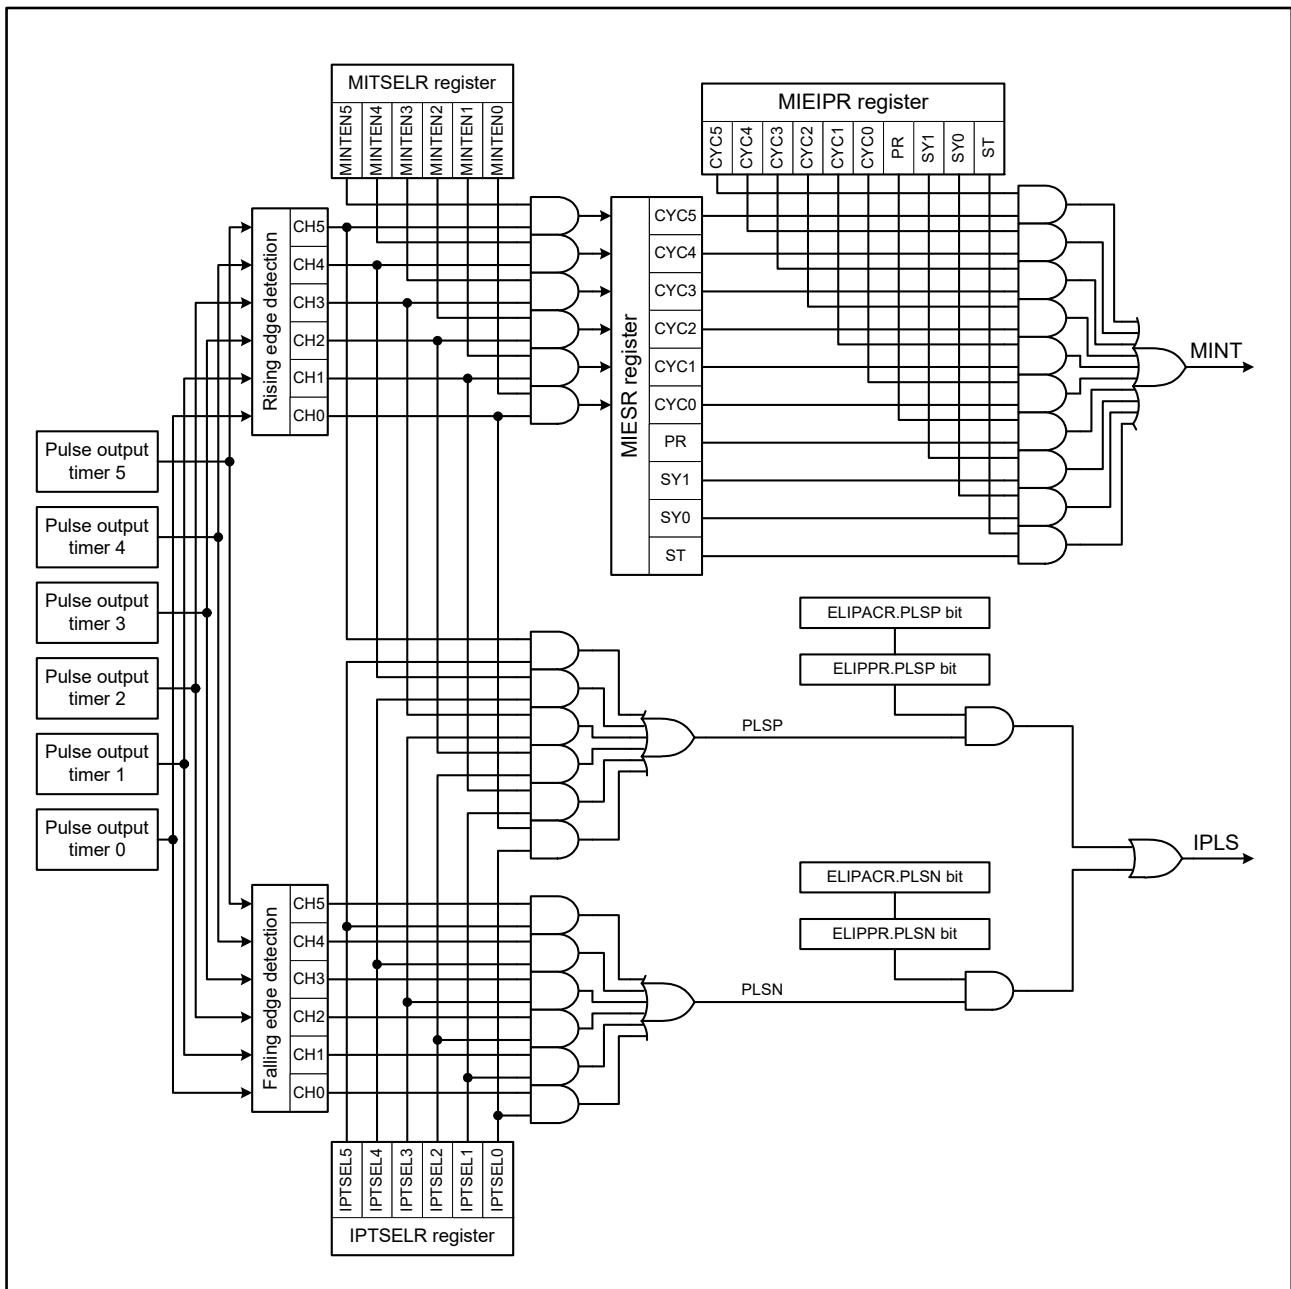 MITSELR register
MINTEN5
MINTEN4
MINTEN3
MINTEN2
MINTEN1
MINTEN0
MIEIPR register
CYC5
CYC4
CYC3
CYC2
CYC1
CYC0
PR
SY1
SY0
ST
Rising edge detection
CH5
CH4
CH3
CH2
CH1
CH0
MIESR register
CYC5
CYC4
CYC3
CYC2
CYC1
CYC0
PR
SY1
SY0
ST
MINT
Pulse output
timer 5
Pulse output
timer 4
Pulse output
timer 3
Pulse output
timer 2
Pulse output
timer 1
Pulse output
timer 0
ELIPACR.PLSP bit
ELIPPR.PLSP bit
PLSP
IPLS
ELIPACR.PLSN bit
ELIPPR.PLSN bit
PLSN
Falling edge detection
CH5
CH4
CH3
CH2
CH1
CH0
IPTSEL5
IPTSEL4
IPTSEL3
IPTSEL2
IPTSEL1
IPTSEL0
IPTSELR register